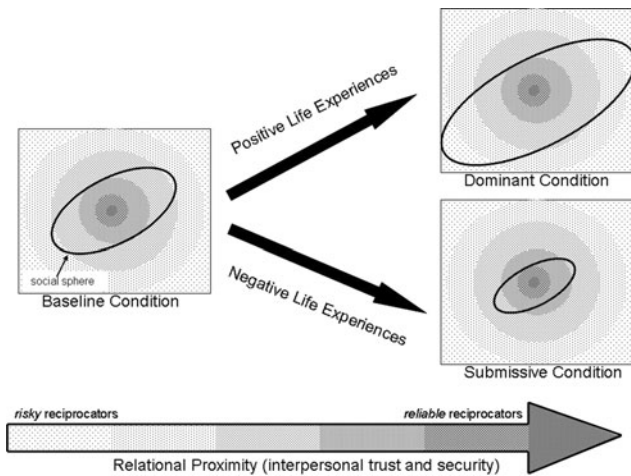 Positive Life Experiences
Dominant Condition
social sphere
Baseline Condition
Negative Life Experiences
Submissive Condition
risky reciprocators
reliable reciprocators
Relational Proximity (interpersonal trust and security)